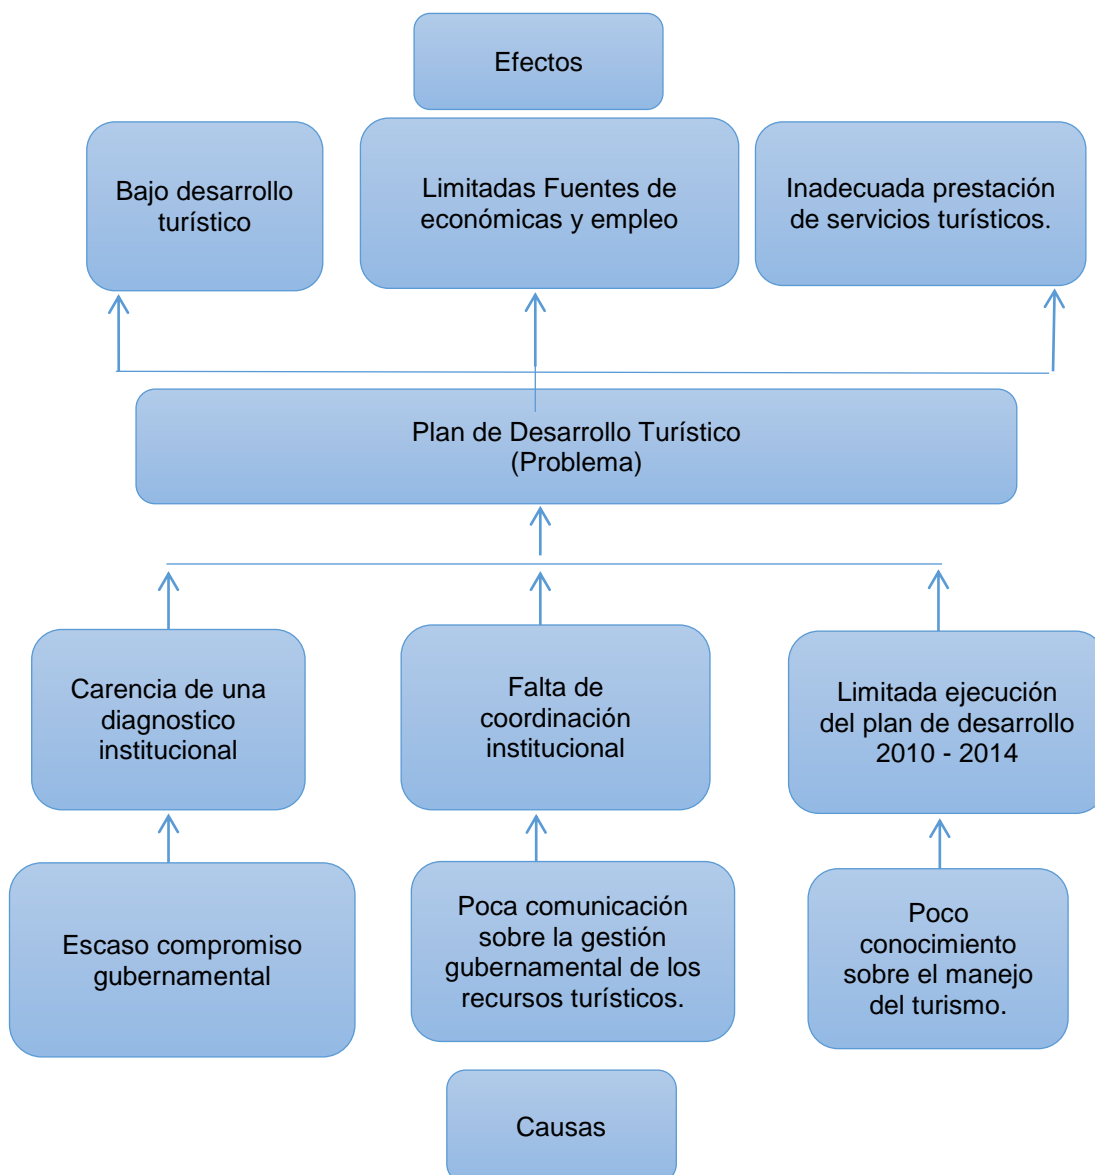 Efectos
Bajo desarrollo
turístico
Limitadas Fuentes de
económicas y empleo
Inadecuada prestación
de servicios turísticos.
Plan de Desarrollo Turístico
(Problema)
Carencia de una
diagnostico
institucional
Falta de
coordinación
institucional
Limitada ejecución
del plan de desarrollo
2010 - 2014
Escaso compromiso
gubernamental
Poca comunicación
sobre la gestión
gubernamental de los
recursos turísticos.
Poco
conocimiento
sobre el manejo
del turismo.
Causas